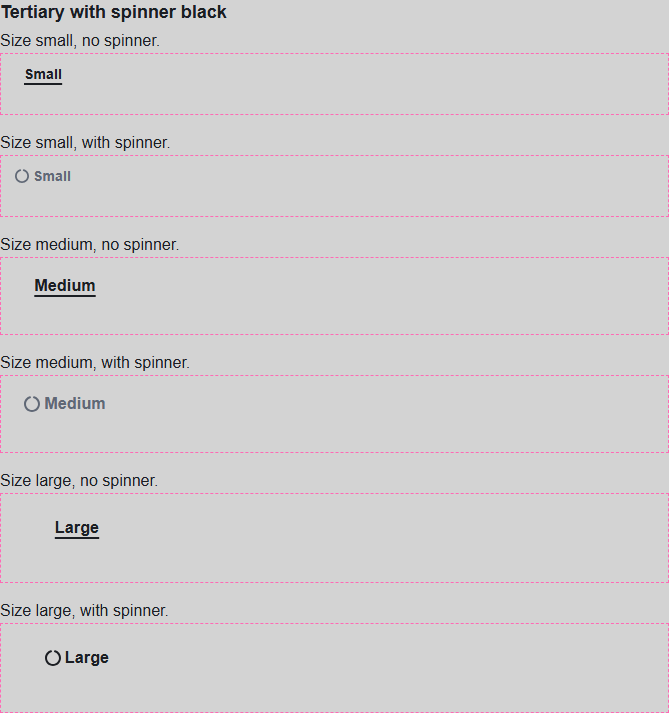 Tertiary with spinner black
Size small, no spinner.
Small
Size small, with spinner.
Small
Size medium, no spinner.
Medium
Size medium, with spinner.
Medium
Size large, no spinner.
Large
Size large, with spinner.
Large